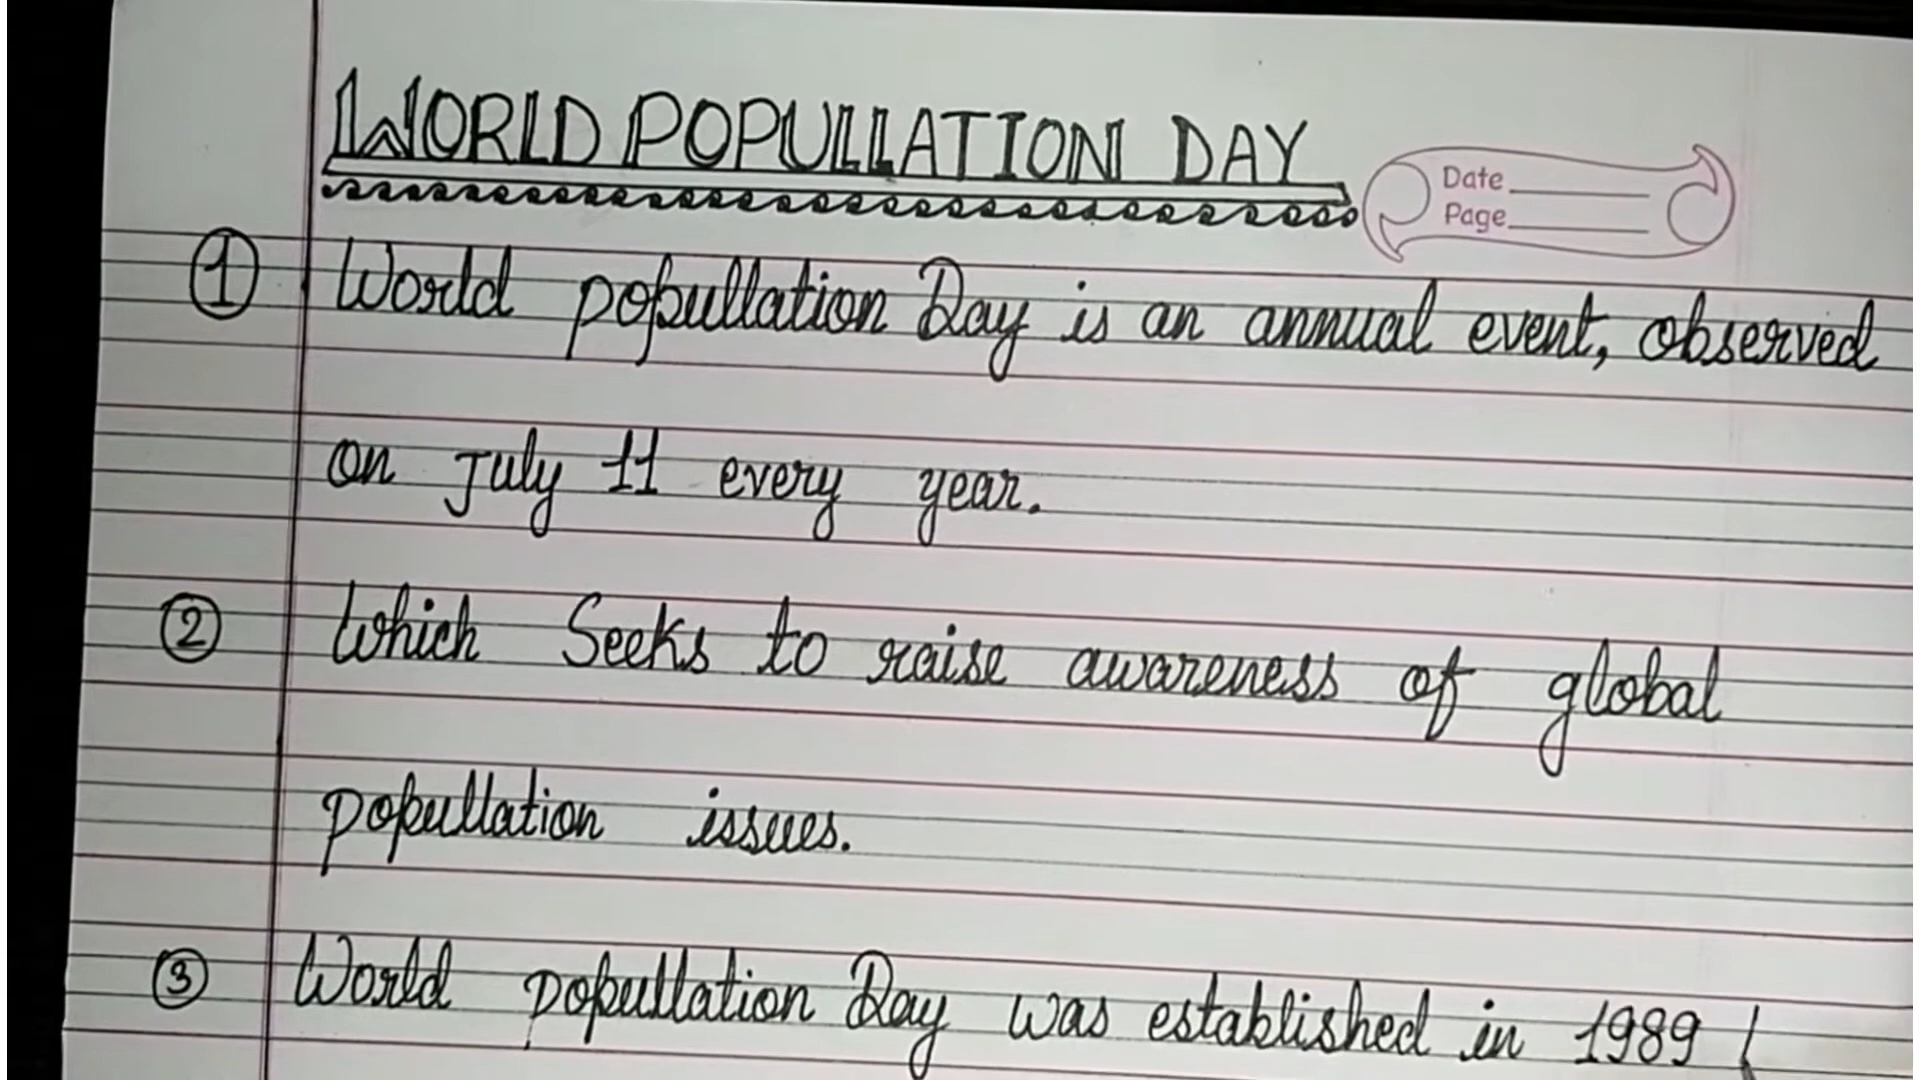 WORLD POPULLATION DAY
Date
Page
① World popullation Day is an annual event, observed
on July 11 every year.
② Which Seeks to raise awareness of global
popullation issues.
③ World popullation Day was established in 1989